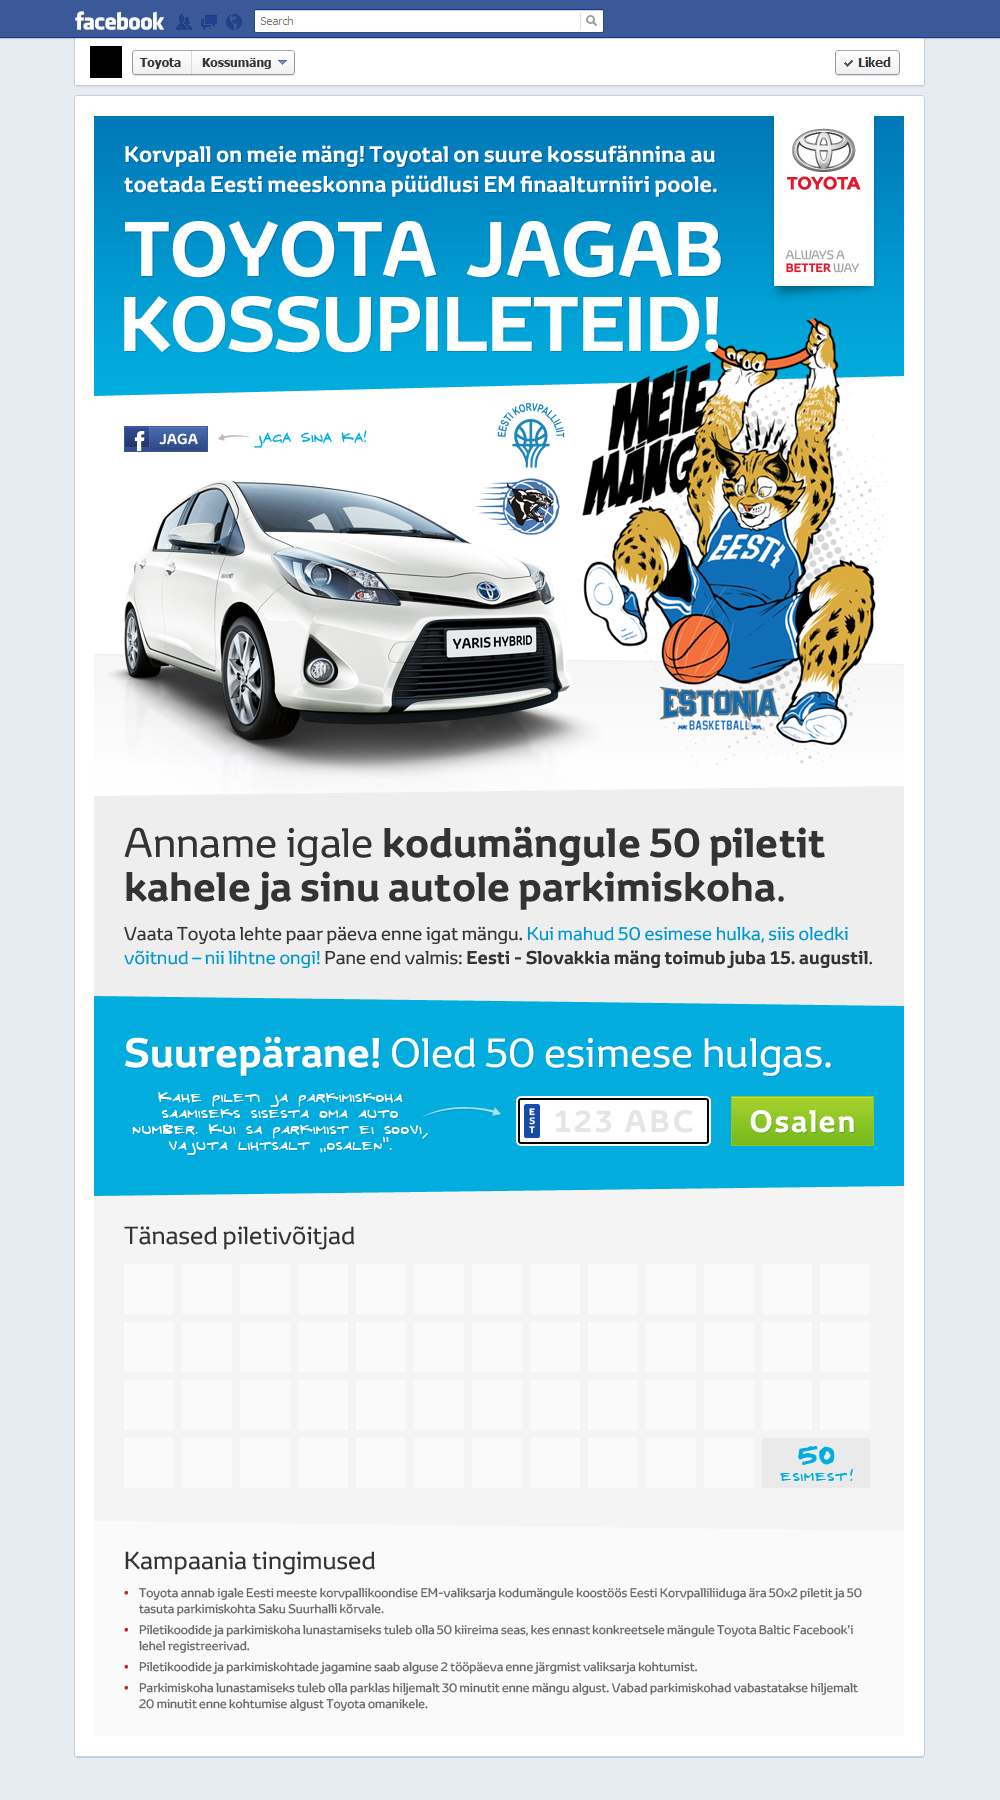 facebook
Search
Toyota
Kossumäng
Liked
Korvpall on meie mäng! Toyotal on suure kossufännina au
toetada Eesti meeskonna püüdlusi EM finaalturniiri poole.
TOYOTA JAGAB
KOSSUPILETEID!
TOYOTA
ALWAYS A
BETTER WAY
f JAGA
JAGA SINA KA!
EESTI KORVPALLILIIT
MEIE
MÄNG
EESTI
YARIS HYBRID
ESTONIA
BASKETBALL
Anname igale kodumängule 50 piletit
kahele ja sinu autole parkimiskoha.
Vaata Toyota lehte paar päeva enne igat mängu. Kui mahud 50 esimese hulka, siis oledki
võitnud – nii lihtne ongi! Pane end valmis: Eesti - Slovakkia mäng toimub juba 15. augustil.
Suurepärane! Oled 50 esimese hulgas.
KAHE PILETI JA PARKIMISKOHA
SAAMISEKS SISESTA OMA AUTO
NUMBER. KUI SA PARKIMIST EI SOOVI,
VAJUTA LIHTSALT „OSALEN".
EST
123 ABC
Osalen
Tänased piletivõitjad
50
ESIMEST!
Kampaania tingimused
• Toyota annab igale Eesti meeste korvpallikoondise EM-valiksarja kodumängule koostöös Eesti Korvpalliliiduga ära 50x2 piletit ja 50
tasuta parkimiskohta Saku Suurhalli kõrvale.
• Piletikoodide ja parkimiskoha lunastamiseks tuleb olla 50 kiireima seas, kes ennast konkreetsele mängule Toyota Baltic Facebook'i
lehel registreerivad.
• Piletikoodide ja parkimiskohtade jagamine saab alguse 2 tööpäeva enne järgmist valiksarja kohtumist.
• Parkimiskoha lunastamiseks tuleb olla parklas hiljemalt 30 minutit enne mängu algust. Vabad parkimiskohad vabastatakse hiljemalt
20 minutit enne kohtumise algust Toyota omanikele.